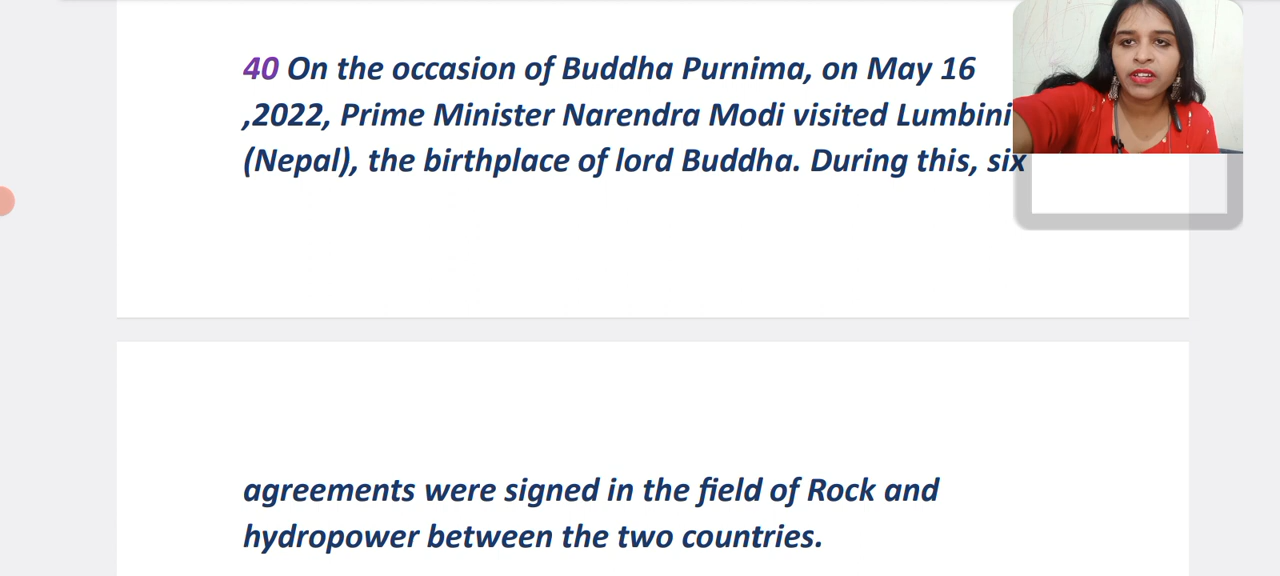 40 On the occasion of Buddha Purnima, on May 16
,2022, Prime Minister Narendra Modi visited Lumbini
(Nepal), the birthplace of lord Buddha. During this, six
agreements were signed in the field of Rock and
hydropower between the two countries.